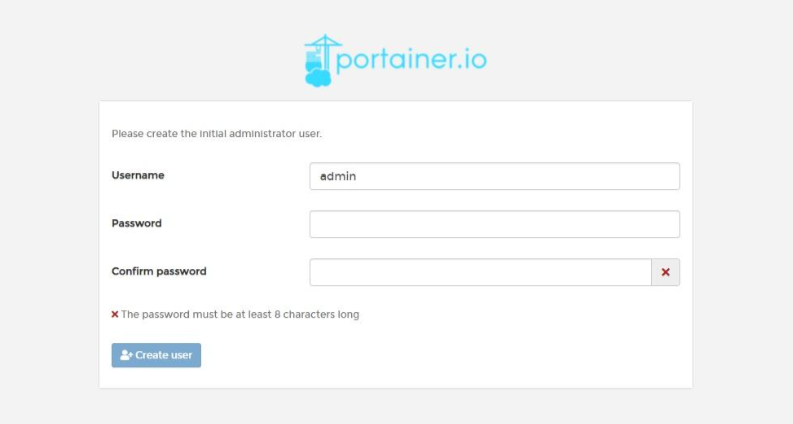 portainer.io
Please create the initial administrator user.
Username
admin
Password
Confirm password
The password must be at least 8 characters long
Create user